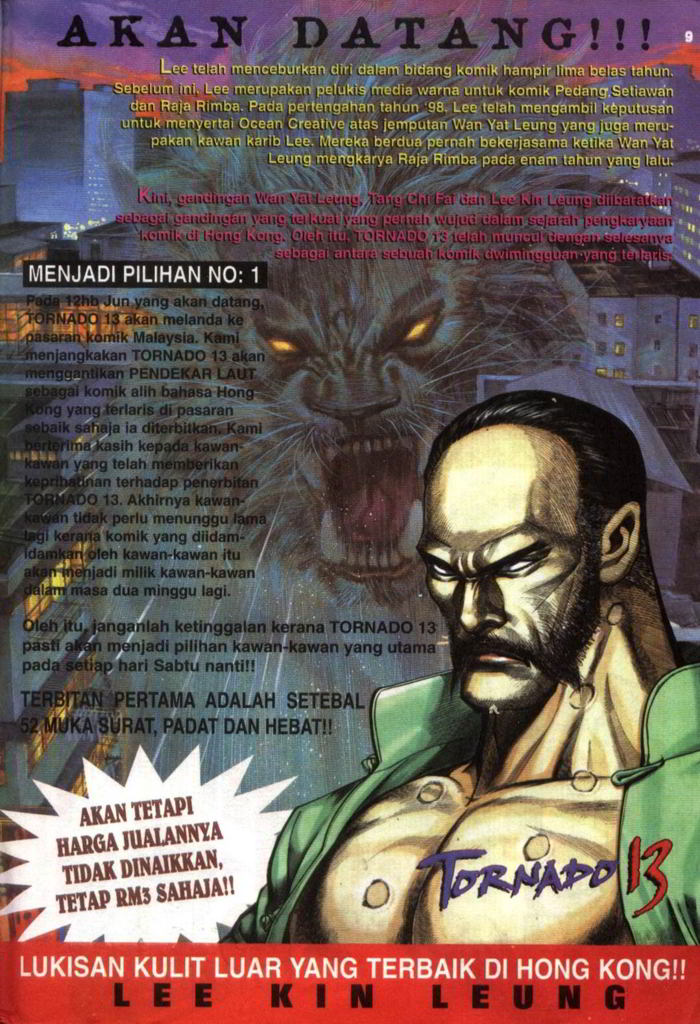 AKAN DATANG!!!
9
Lee telah menceburkan diri dalam bidang komik hampir lima belas tahun.
Sebelum ini, Lee merupakan pelukis media warna untuk komik Pedang Setiawan
dan Raja Rimba. Pada pertengahan tahun '98, Lee telah mengambil keputusan
untuk menyertai Ocean Creative atas jemputan Wan Yat Leung yang juga meru-
pakan kawan karib Lee. Mereka berdua pernah bekerjasama ketika Wan Yat
Leung mengkarya Raja Rimba pada enam tahun yang lalu.
Kini, gandingan Wan Yat Leung, Tang Chi Fai dan Lee Kin Leung diibaratkan
sebagai gandingan yang terkuat yang pernah wujud dalam sejarah pengkaryaan
komik di Hong Kong. Oleh itu, TORNADO 13 telah muncul dengan selesanya
sebagai antara sebuah komik dwimingguan yang terlaris.
MENJADI PILIHAN NO: 1
Pada 12hb Jun yang akan datang,
TORNADO 13 akan melanda ke
pasaran komik Malaysia. Kami
menjangkakan TORNADO 13 akan
menggantikan PENDEKAR LAUT
sebagai komik alih bahasa Hong
Kong yang terlaris di pasaran
sebaik sahaja ia diterbitkan. Kami
berterima kasih kepada kawan-
kawan yang telah memberikan
keprihatinan terhadap penerbitan
TORNADO 13. Akhirnya kawan-
kawan tidak perlu menunggu lama
lagi kerana komik yang diidam-
idamkan oleh kawan-kawan itu
akan menjadi milik kawan-kawan
dalam masa dua minggu lagi.
Oleh itu, janganlah ketinggalan kerana TORNADO 13
pasti akan menjadi pilihan kawan-kawan yang utama
pada setiap hari Sabtu nanti!!
TERBITAN PERTAMA ADALAH SETEBAL
52 MUKA SURAT, PADAT DAN HEBAT!!
AKAN TETAPI
HARGA JUALANNYA
TIDAK DINAIKKAN,
TETAP RM3 SAHAJA!!
TORNADO 13
LUKISAN KULIT LUAR YANG TERBAIK DI HONG KONG!!
LEE KIN LEUNG